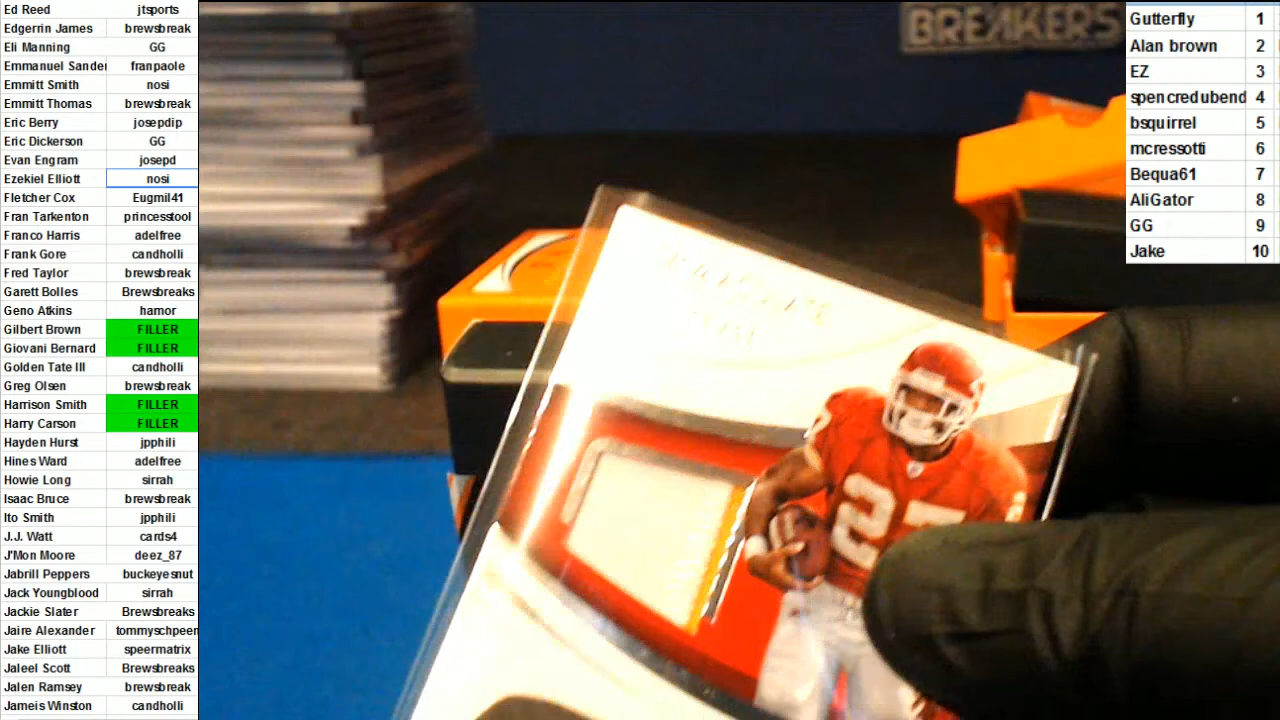 Ed Reed jtsports
Edgerrin James brewsbreak
Eli Manning GG
Emmanuel Sander franpaole
Emmitt Smith nosi
Emmitt Thomas brewsbreak
Eric Berry josepdip
Eric Dickerson GG
Evan Engram josepd
Ezekiel Elliott nosi
Fletcher Cox Eugmil41
Fran Tarkenton princesstool
Franco Harris adelfree
Frank Gore candholli
Fred Taylor brewsbreak
Garett Bolles Brewsbreaks
Geno Atkins hamor
Gilbert Brown FILLER
Giovani Bernard FILLER
Golden Tate III candholli
Greg Olsen brewsbreak
Harrison Smith FILLER
Harry Carson FILLER
Hayden Hurst jpphili
Hines Ward adelfree
Howie Long sirrah
Isaac Bruce brewsbreak
Ito Smith jpphili
J.J. Watt cards4
J'Mon Moore deez_87
Jabrill Peppers buckeyesnut
Jack Youngblood sirrah
Jackie Slater Brewsbreaks
Jaire Alexander tommyschpeen
Jake Elliott speermatrix
Jaleel Scott Brewsbreaks
Jalen Ramsey brewsbreak
Jameis Winston candholli
BREAKERS
Gutterfly 1
Alan brown 2
EZ 3
spencredubend 4
bsquirrel 5
mcressotti 6
Bequa61 7
AliGator 8
GG 9
Jake 10